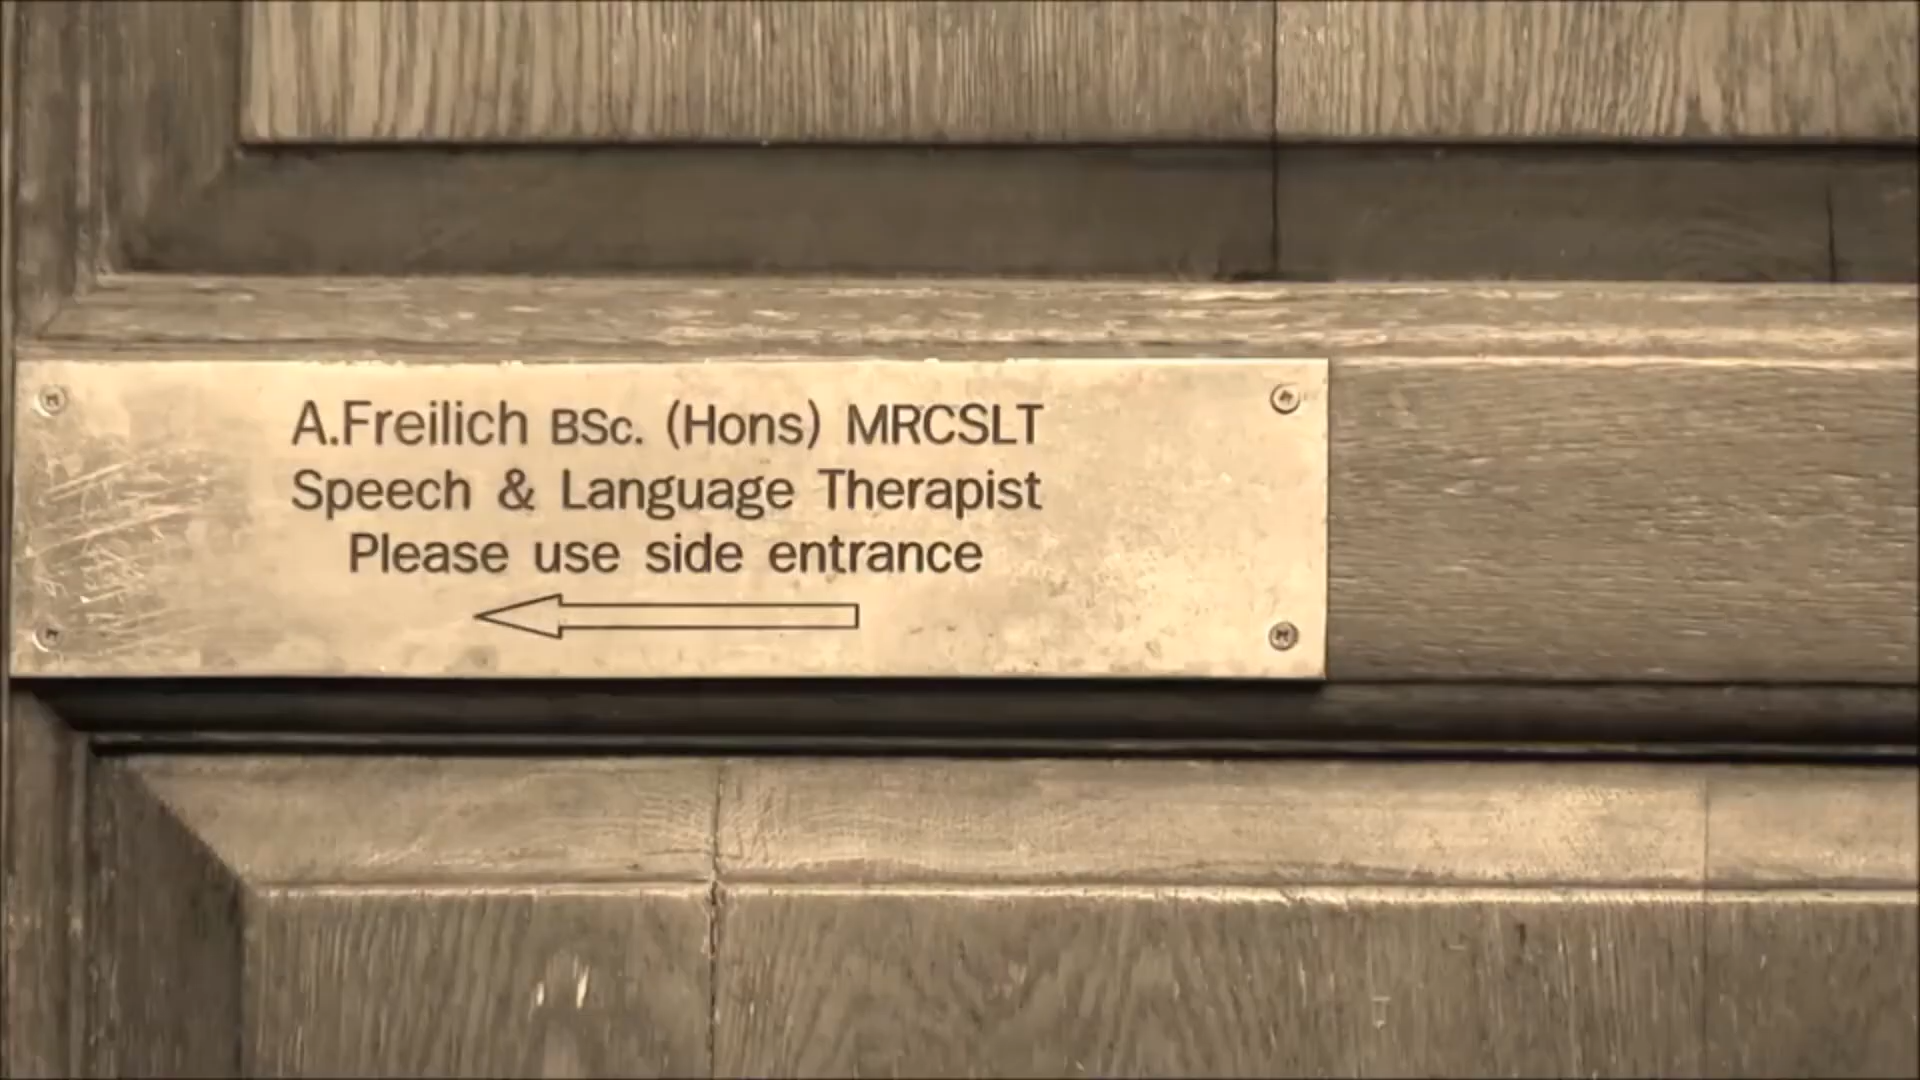 A.Freilich BSc. (Hons) MRCSLT
Speech & Language Therapist
Please use side entrance